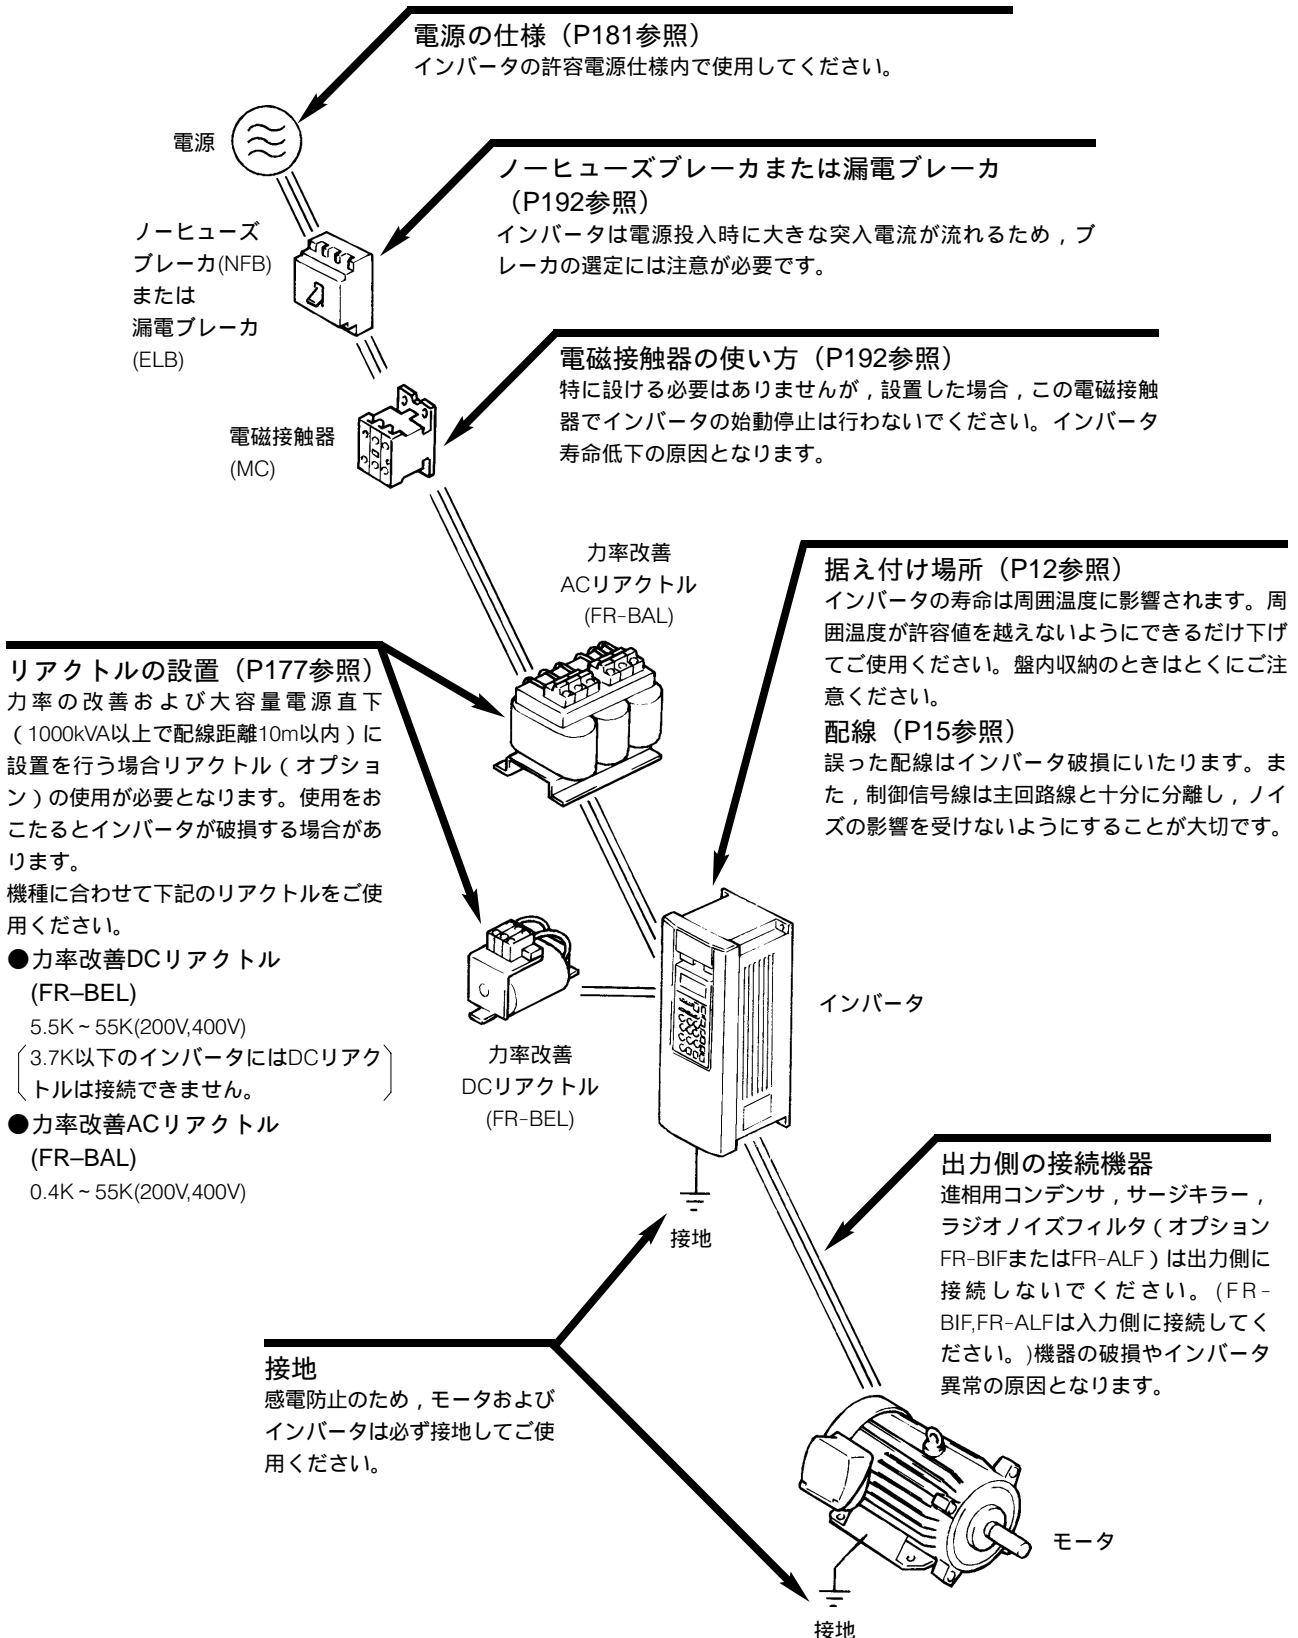 電源の仕様（P181参照）
インバータの許容電源仕様内で使用してください。
電源
ノーヒューズブレーカまたは漏電ブレーカ
（P192参照）
インバータは電源投入時に大きな突入電流が流れるため，ブ
レーカの選定には注意が必要です。
ノーヒューズ
ブレーカ(NFB)
または
漏電ブレーカ
(ELB)
電磁接触器の使い方（P192参照）
特に設ける必要はありませんが，設置した場合，この電磁接触
器でインバータの始動停止は行わないでください。インバータ
寿命低下の原因となります。
電磁接触器
(MC)
力率改善
ACリアクトル
(FR-BAL)
据え付け場所（P12参照）
インバータの寿命は周囲温度に影響されます。周
囲温度が許容値を越えないようにできるだけ下げ
てご使用ください。盤内収納のときはとくにご注
意ください。
配線（P15参照）
誤った配線はインバータ破損にいたります。ま
た，制御信号線は主回路線と十分に分離し，ノイ
ズの影響を受けないようにすることが大切です。
リアクトルの設置（P177参照）
力率の改善および大容量電源直下
（1000kVA以上で配線距離10m以内）に
設置を行う場合リアクトル（オプショ
ン）の使用が必要となります。使用をお
こたるとインバータが破損する場合があ
ります。
機種に合わせて下記のリアクトルをご使
用ください。
●力率改善DCリアクトル
(FR–BEL)
5.5K～55K(200V,400V)
（3.7K以下のインバータにはDCリアク
トルは接続できません。）
●力率改善ACリアクトル
(FR–BAL)
0.4K～55K(200V,400V)
力率改善
DCリアクトル
(FR-BEL)
インバータ
接地
出力側の接続機器
進相用コンデンサ，サージキラー，
ラジオノイズフィルタ（オプション
FR-BIFまたはFR-ALF）は出力側に
接続しないでください。(FR-
BIF,FR-ALFは入力側に接続してく
ださい。)機器の破損やインバータ
異常の原因となります。
接地
感電防止のため，モータおよび
インバータは必ず接地してご使
用ください。
モータ
接地